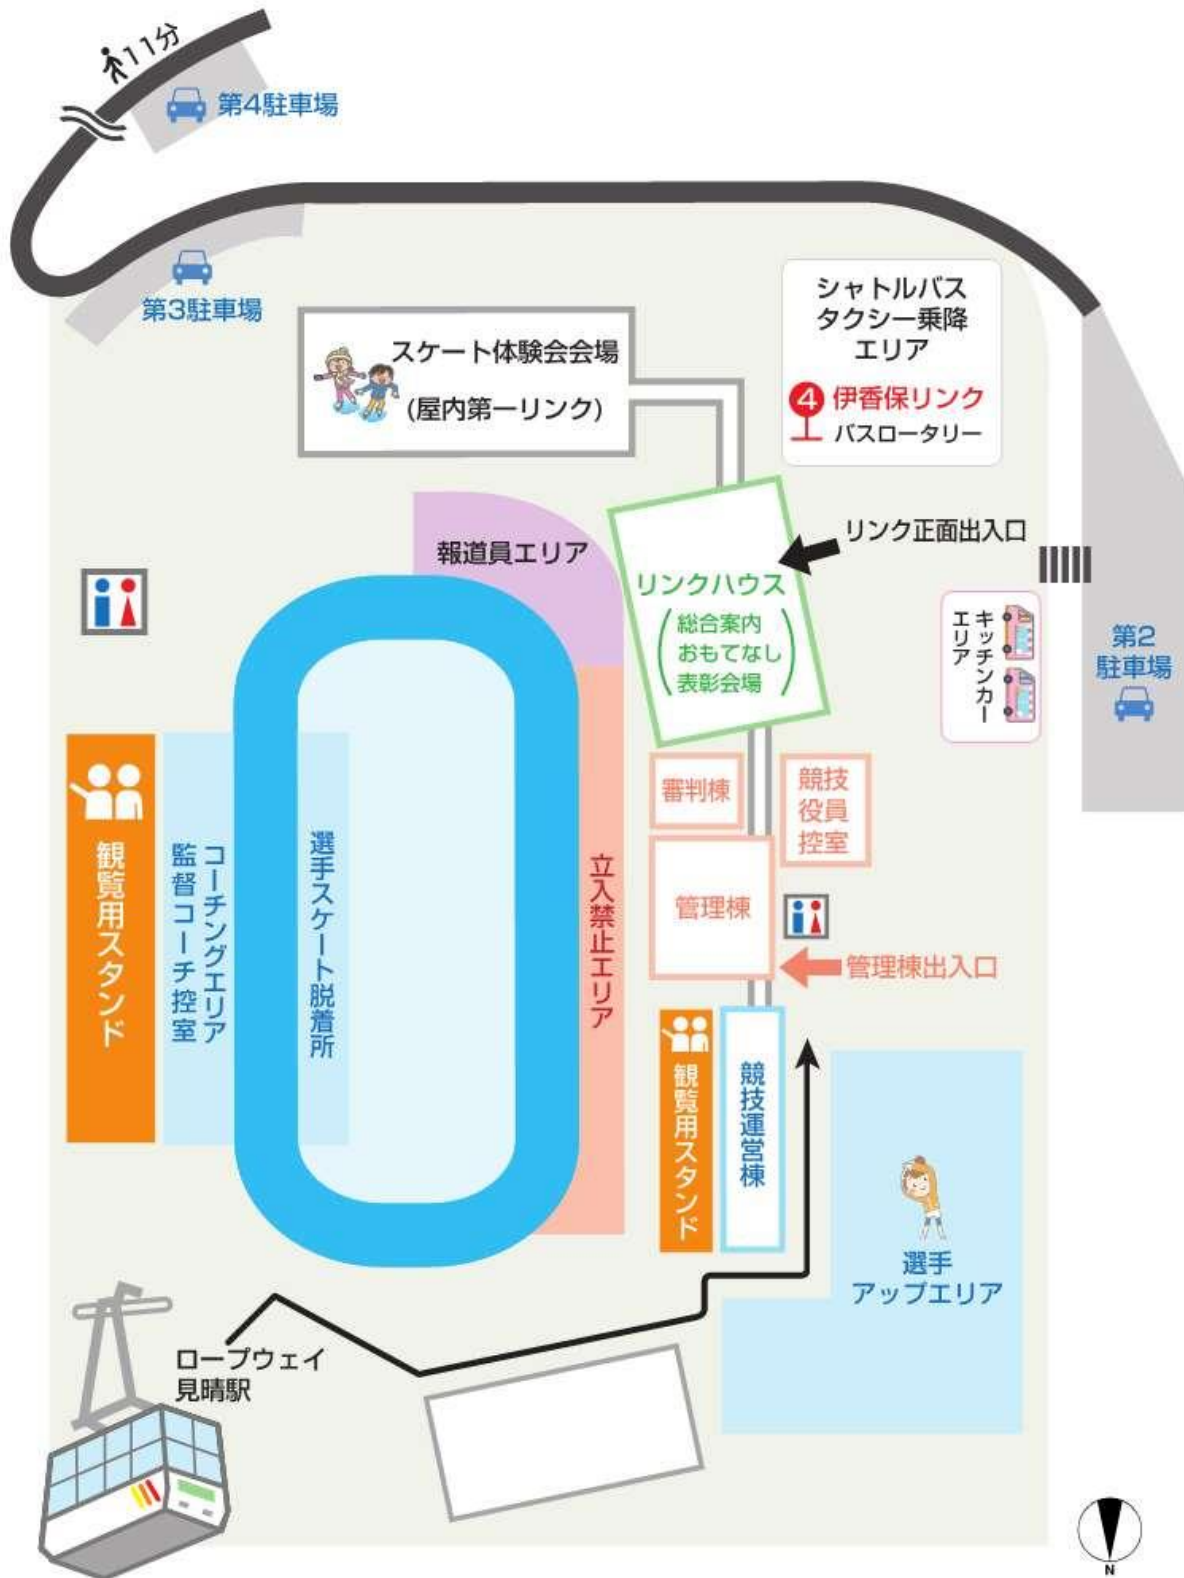 11分
第4駐車場
第3駐車場
シャトルバス
タクシー乗降
エリア
4 伊香保リンク
バスロータリー
スケート体験会会場
(屋内第一リンク)
報道員エリア
リンク正面出入口
リンクハウス
(総合案内
おもてなし
表彰会場)
キッチンカー
エリア
第2
駐車場
審判棟
競技
役員
控室
管理棟
管理棟出入口
観覧用スタンド
コーチングエリア
監督コーチ控室
選手スケート脱着所
立入禁止エリア
観覧用スタンド
競技運営棟
選手
アップエリア
ロープウェイ
見晴駅
N